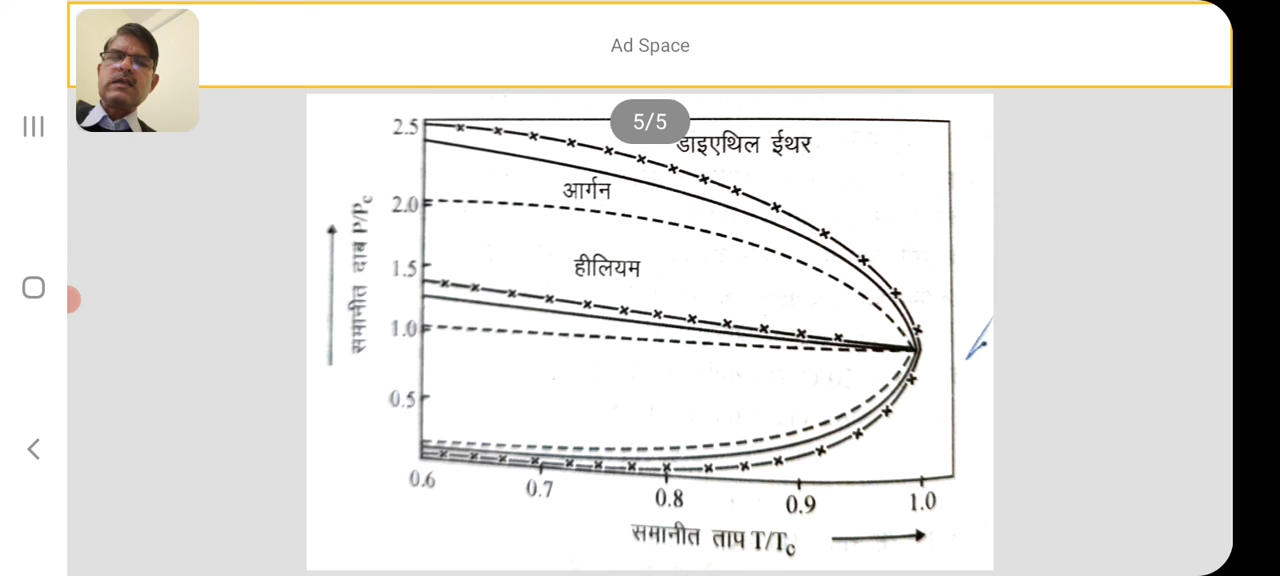 Ad Space
5/5
डाइएथिल ईथर
आर्गन
हीलियम
2.5
2.0
1.5
1.0
0.5
समानीत दाब P/Pc
0.6
0.7
0.8
0.9
1.0
समानीत ताप T/Tc